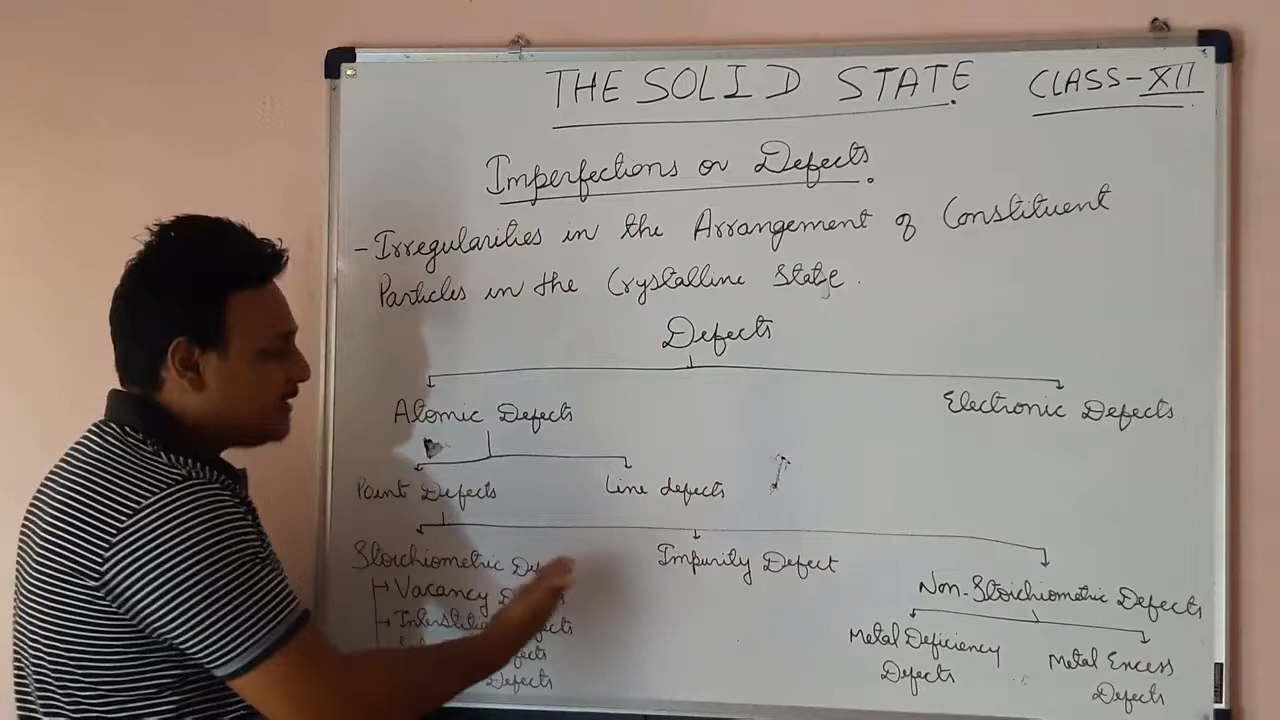 THE SOLID STATE CLASS-XII
Imperfections or Defects
- Irregularities in the Arrangement of Constituent
Particles in the Crystalline State.
Defects
Atomic Defects Electronic Defects
Point Defects Line defects
Stoichiometric Impurity Defect
Non-Stoichiometric Defects
Vacancy
Metal Deficiency
Defects
Metal Excess
Defects
Defects